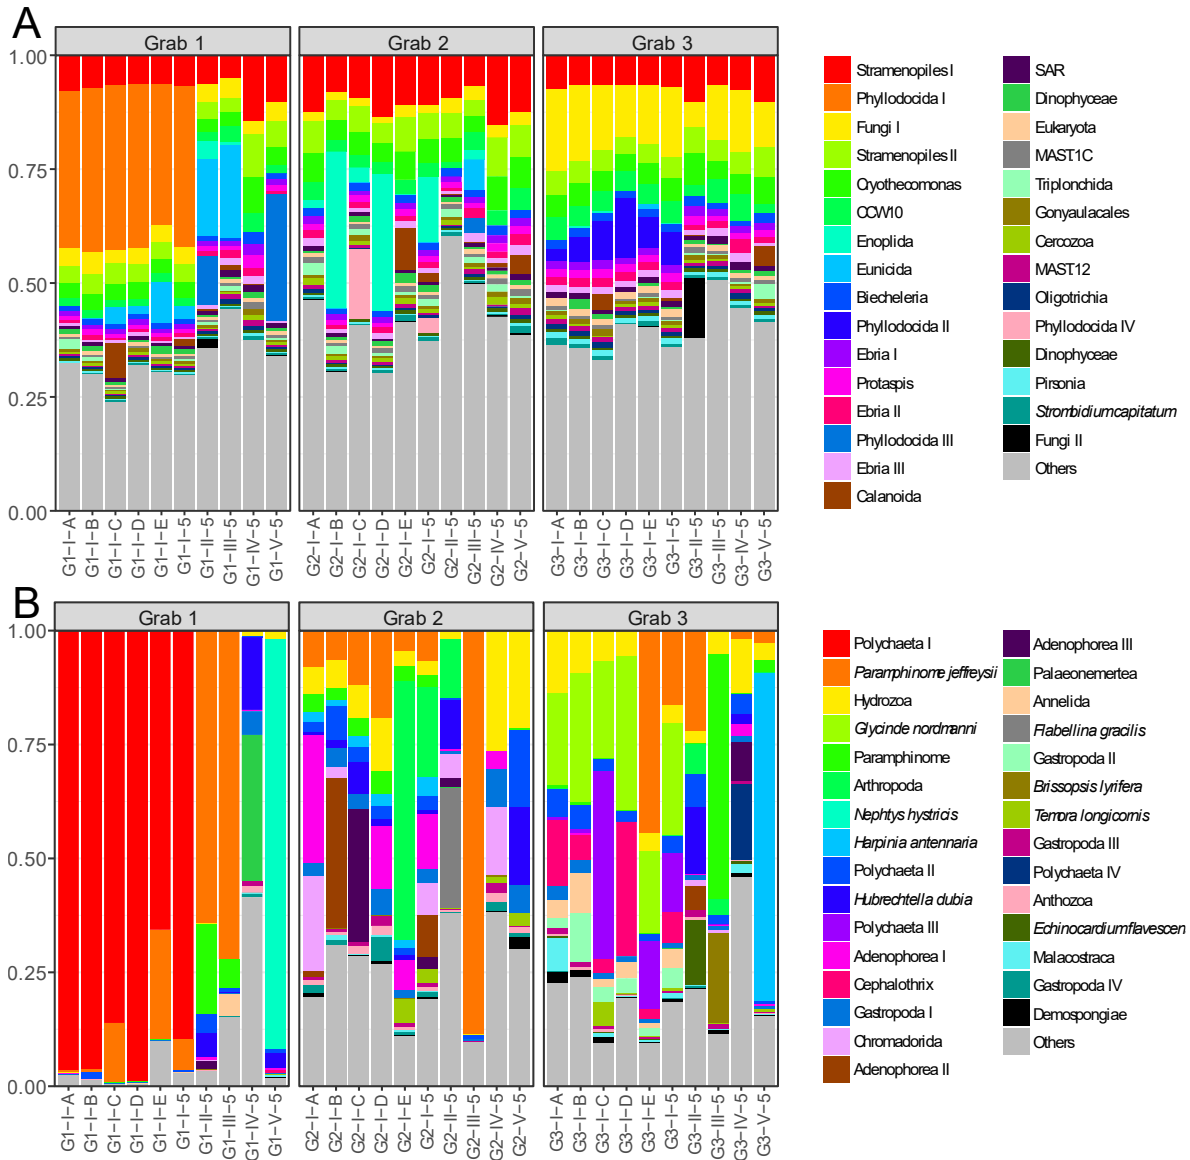 A
Grab 1
Grab 2
Grab 3
1.00
0.75
0.50
0.25
0.00
G1-I-A
G1-I-B
G1-I-C
G1-I-D
G1-I-E
G1-I-5
G1-II-5
G1-III-5
G1-IV-5
G1-V-5
G2-I-A
G2-I-B
G2-I-C
G2-I-D
G2-I-E
G2-I-5
G2-II-5
G2-III-5
G2-IV-5
G2-V-5
G3-I-A
G3-I-B
G3-I-C
G3-I-D
G3-I-E
G3-I-5
G3-II-5
G3-III-5
G3-IV-5
G3-V-5
Stramenopiles I
Phyllodocida I
Fungi I
Stramenopiles II
Cryothecomonas
CCW10
Enoplida
Eunicida
Biecheleria
Phyllodocida II
Ebria I
Protaspis
Ebria II
Phyllodocida III
Ebria III
Calanoida
SAR
Dinophyceae
Eukaryota
MAST1C
Triplonchida
Gonyaulacales
Cercozoa
MAST12
Oligotrichia
Phyllodocida IV
Dinophyceae
Pirsonia
Strombidiumcapitatum
Fungi II
Others
B
Grab 1
Grab 2
Grab 3
1.00
0.75
0.50
0.25
0.00
G1-I-A
G1-I-B
G1-I-C
G1-I-D
G1-I-E
G1-I-5
G1-II-5
G1-III-5
G1-IV-5
G1-V-5
G2-I-A
G2-I-B
G2-I-C
G2-I-D
G2-I-E
G2-I-5
G2-II-5
G2-III-5
G2-IV-5
G2-V-5
G3-I-A
G3-I-B
G3-I-C
G3-I-D
G3-I-E
G3-I-5
G3-II-5
G3-III-5
G3-IV-5
G3-V-5
Polychaeta I
Paramphinome jeffreysii
Hydrozoa
Glycinde nordmanni
Paramphinome
Arthropoda
Nephtys hystricis
Harpinia antennaria
Polychaeta II
Hubrechtella dubia
Polychaeta III
Adenophorea I
Cephalothrix
Gastropoda I
Chromadorida
Adenophorea II
Adenophorea III
Palaeonemertea
Annelida
Flabellina gracilis
Gastropoda II
Brissopsis lyrifera
Temora longicornis
Gastropoda III
Polychaeta IV
Anthozoa
Echinocardiumflavescen
Malacostraca
Gastropoda IV
Demospongiae
Others